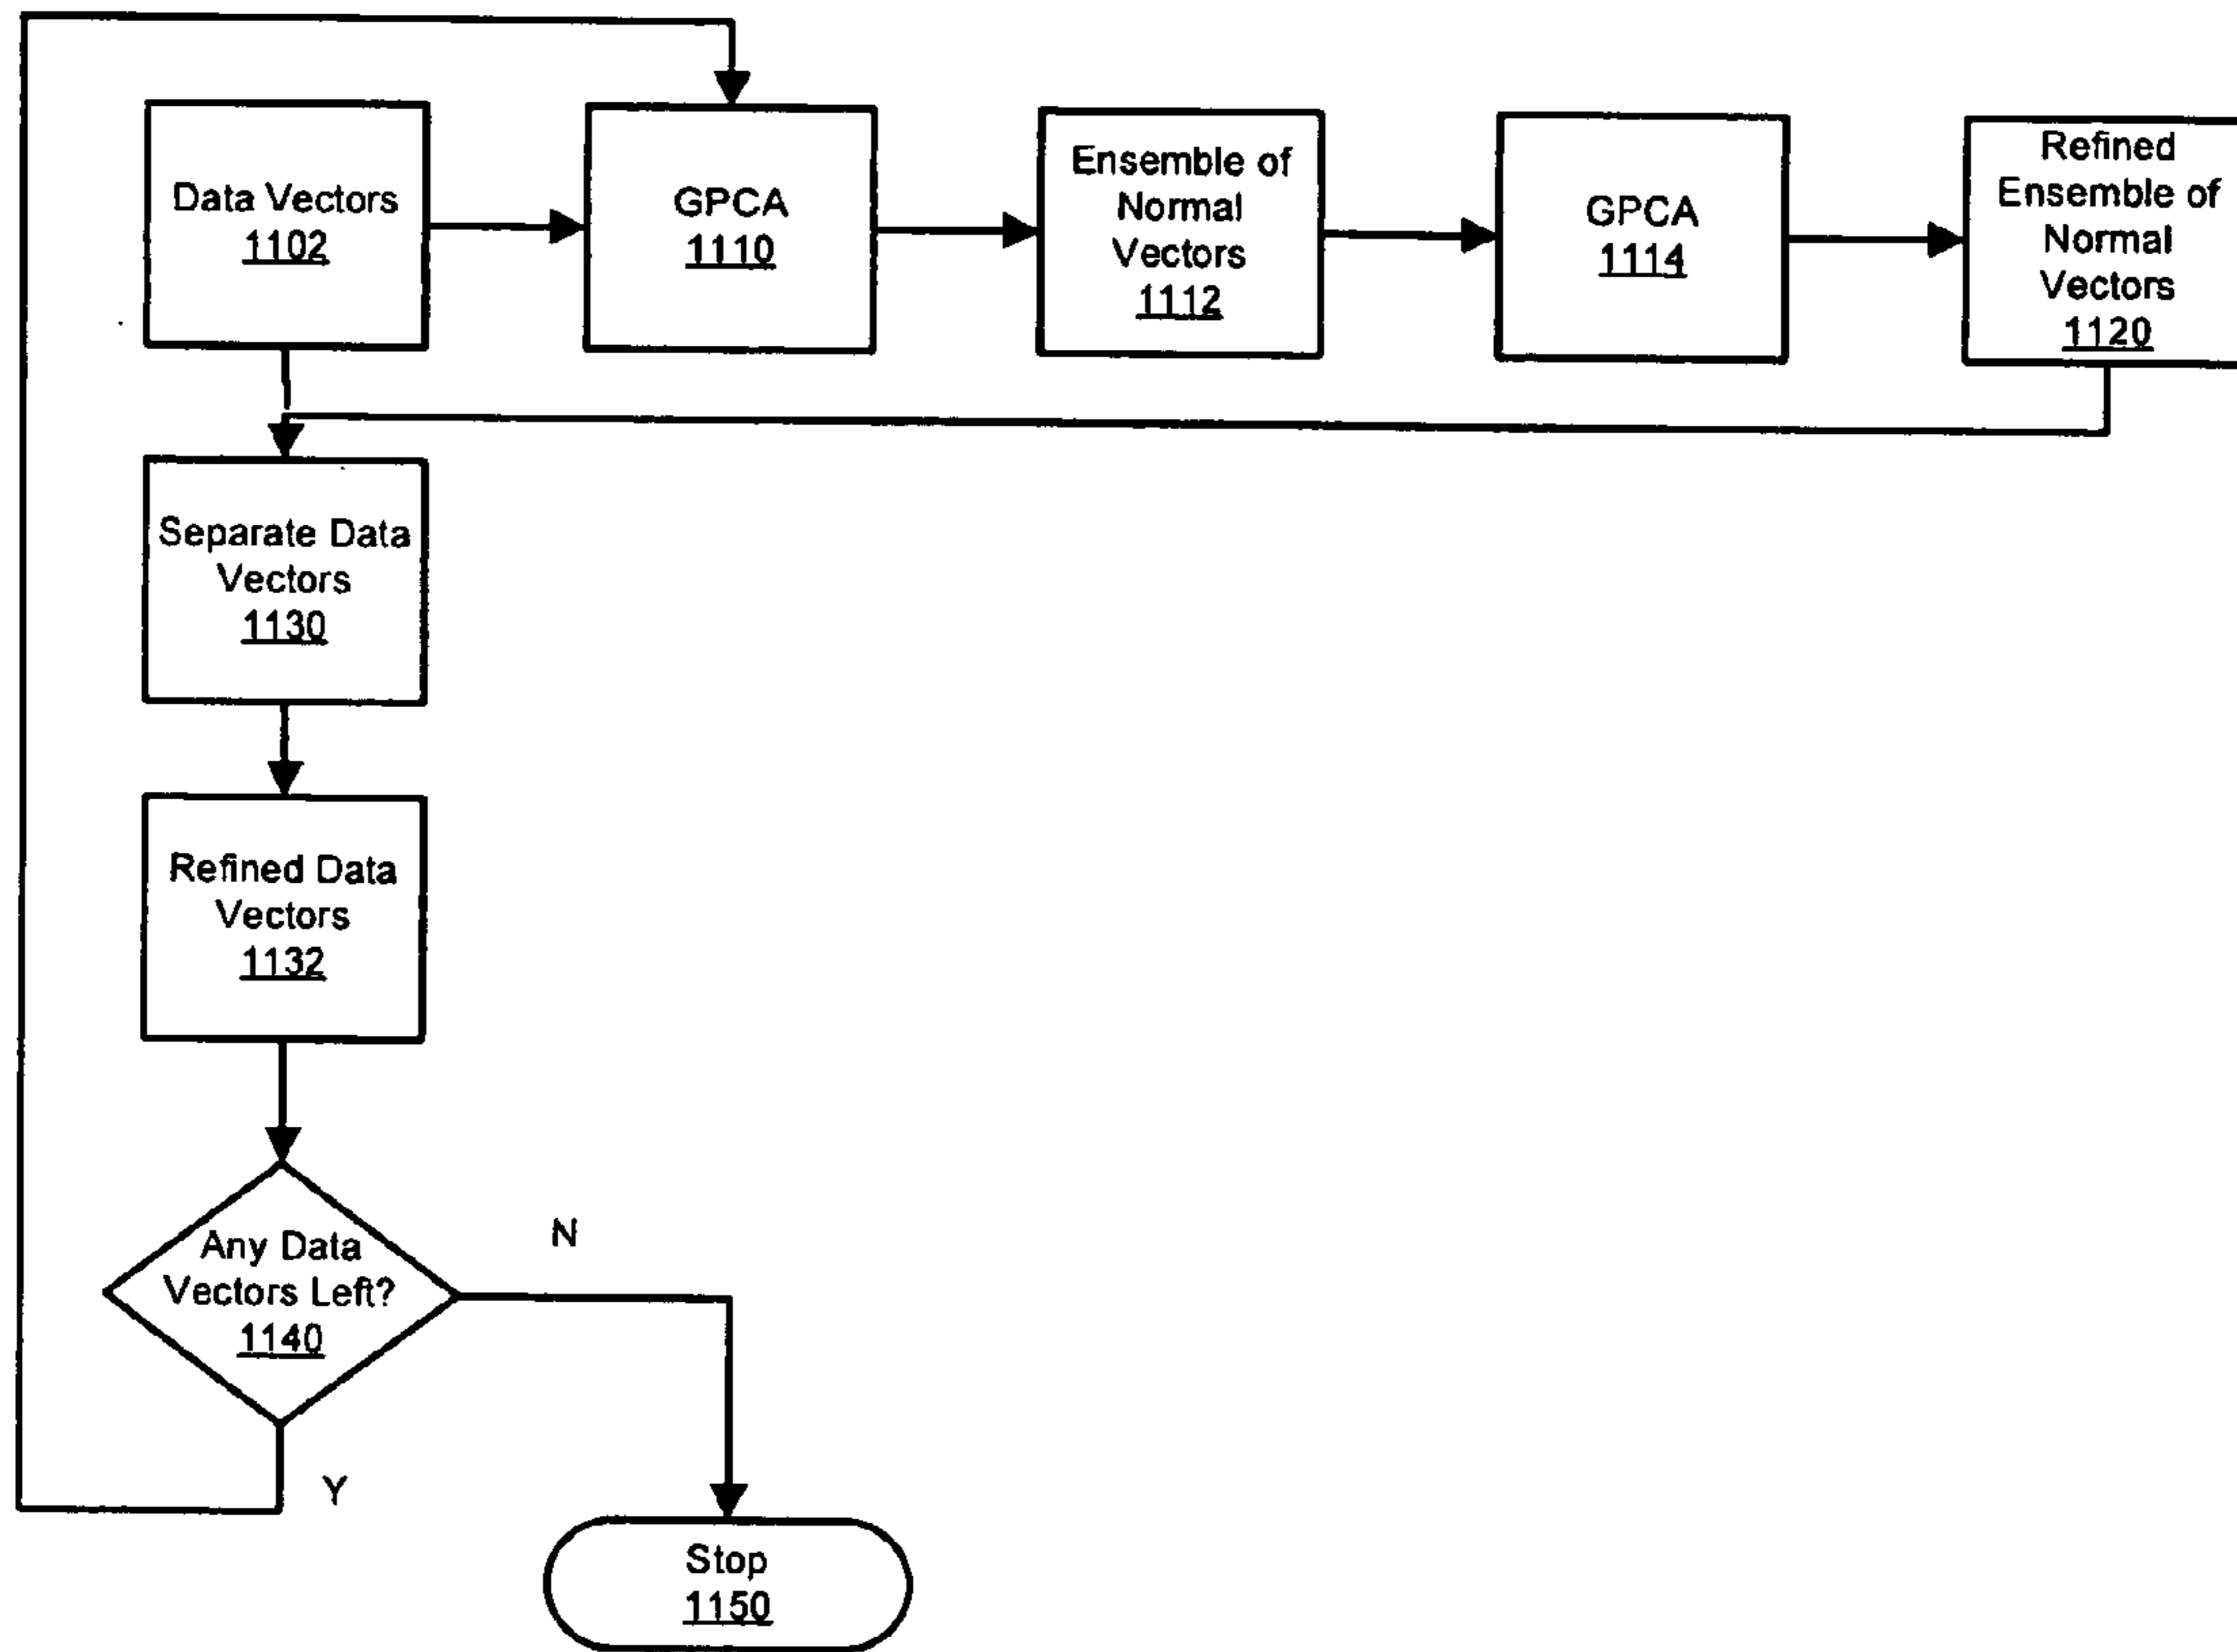 Data Vectors
1102
GPCA
1110
Ensemble of
Normal
Vectors
1112
GPCA
1114
Refined
Ensemble of
Normal
Vectors
1120
Separate Data
Vectors
1130
Refined Data
Vectors
1132
Any Data
Vectors Left?
1140
N
Y
Stop
1150